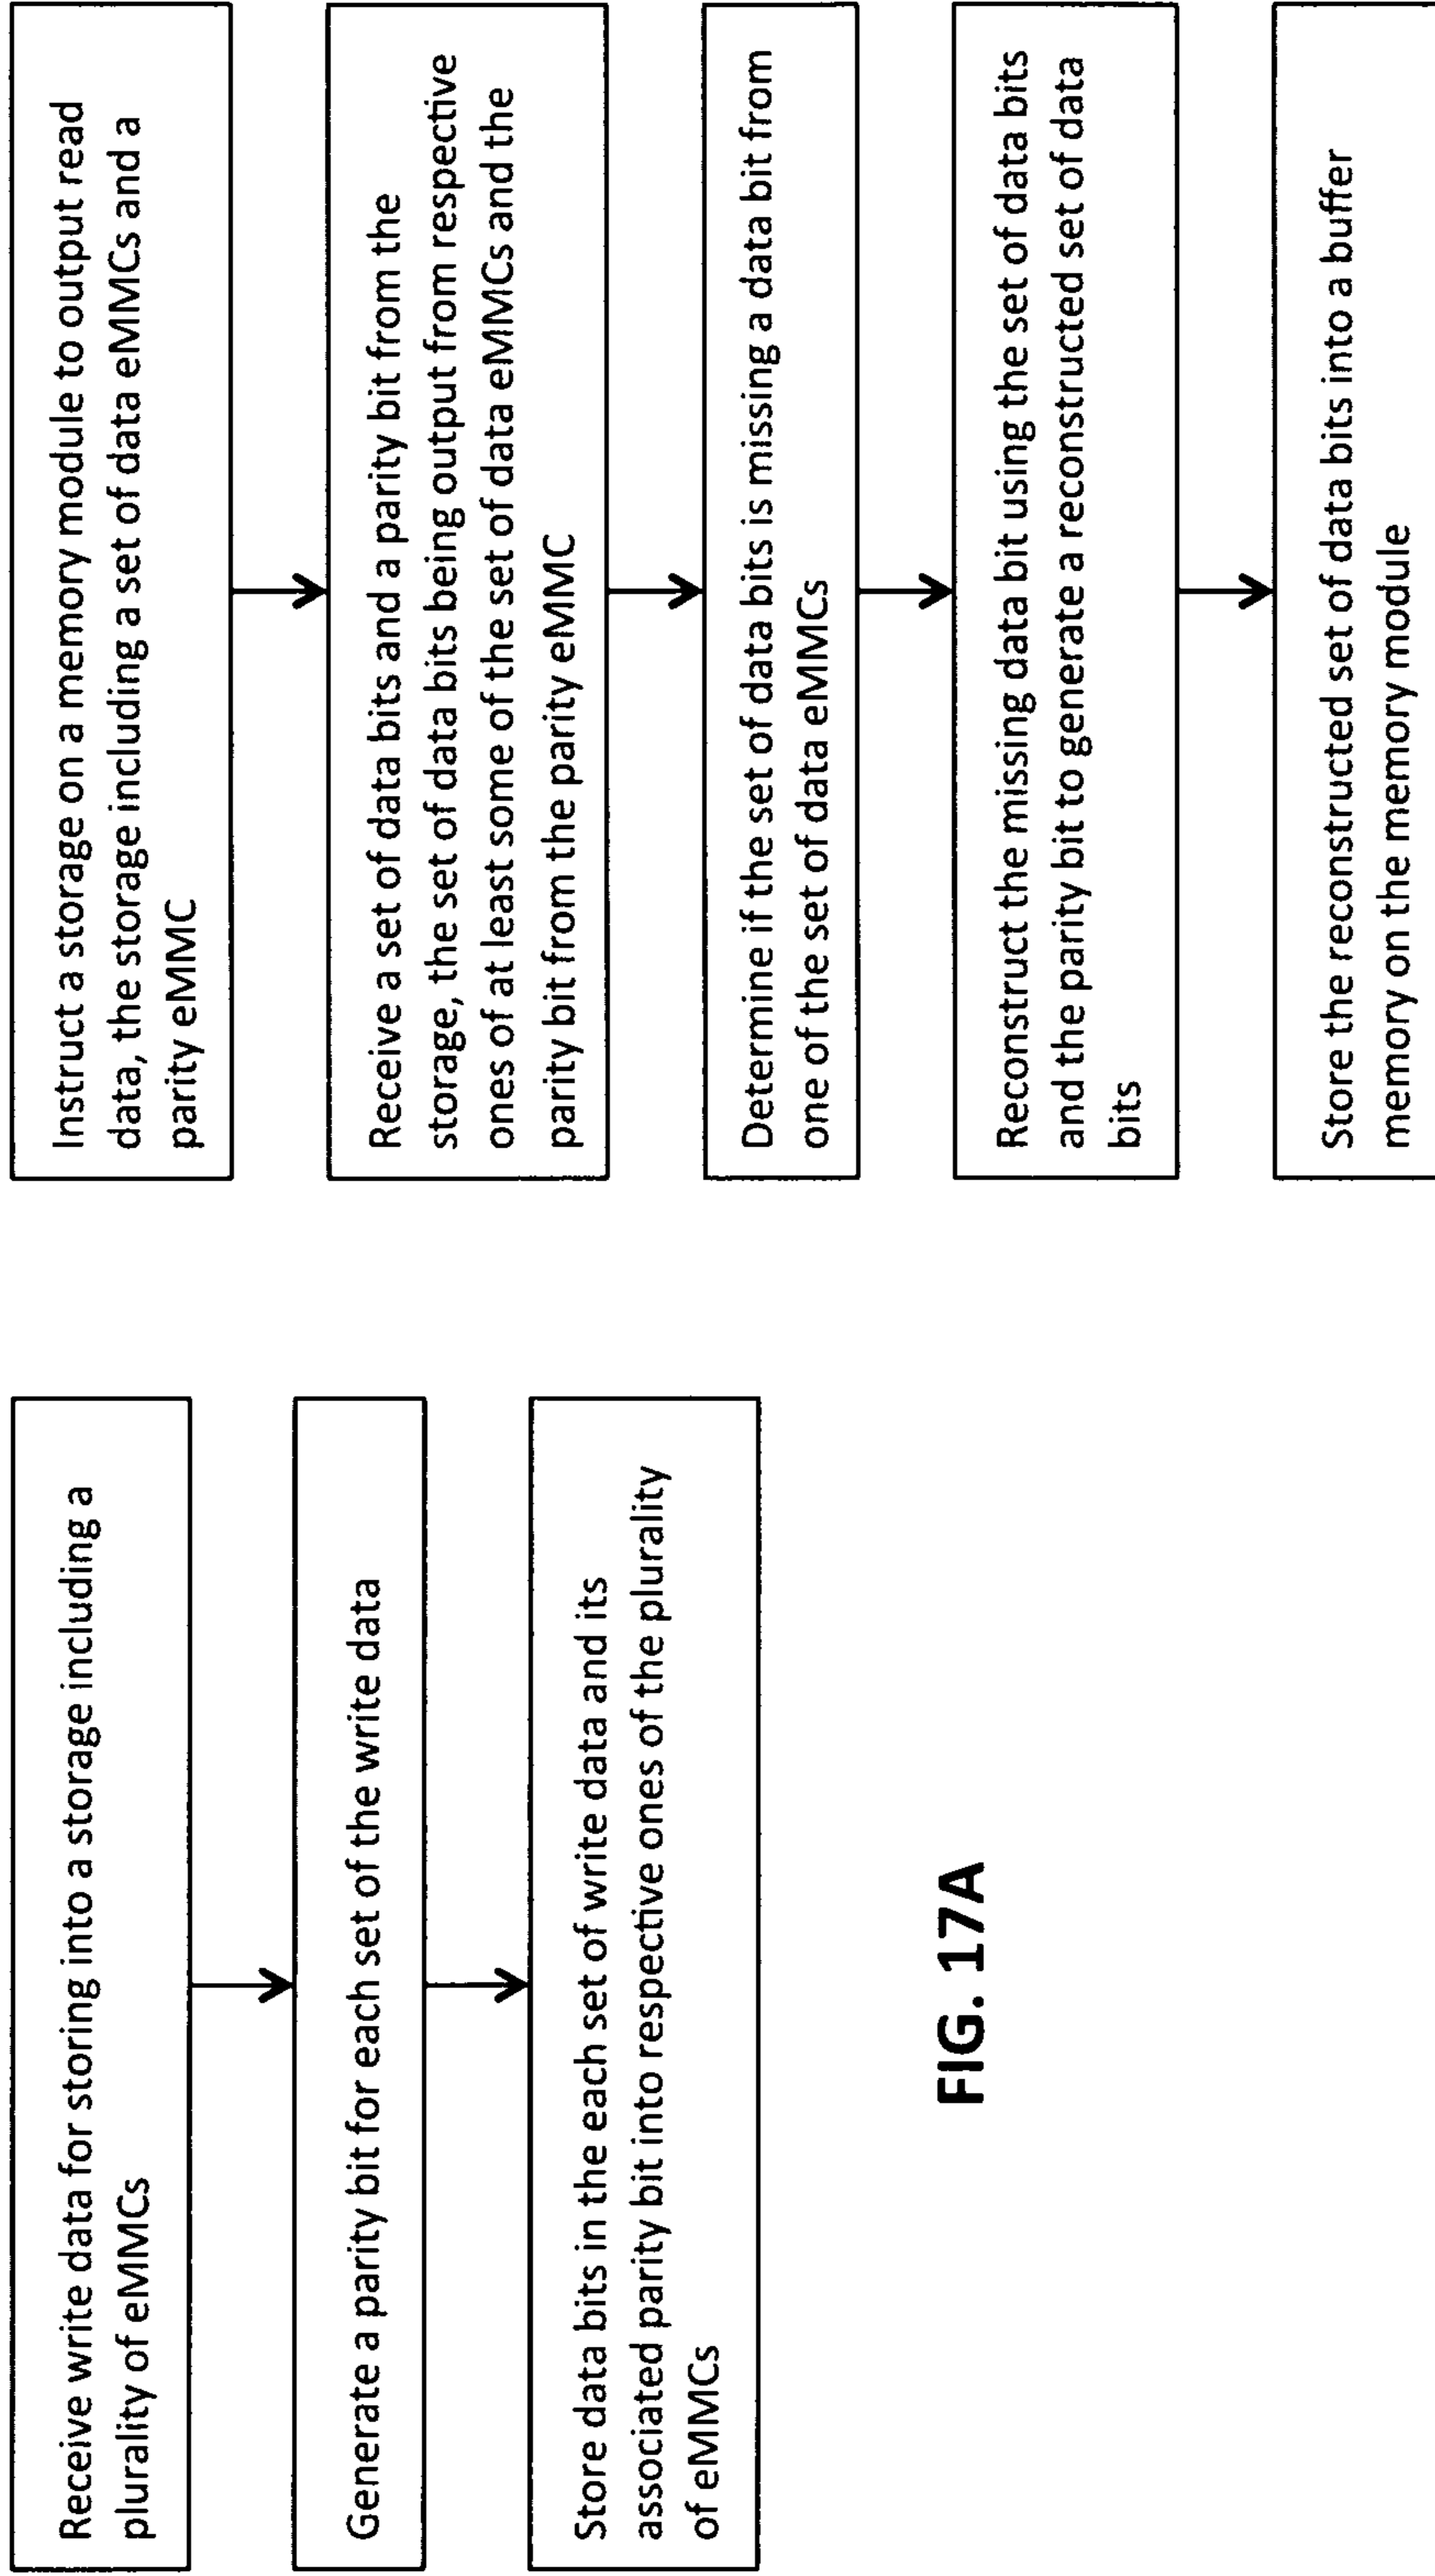 Receive write data for storing into a storage including a
plurality of eMMCs
Generate a parity bit for each set of the write data
Store data bits in the each set of write data and its
associated parity bit into respective ones of the plurality
of eMMCs
FIG. 17A
Instruct a storage on a memory module to output read
data, the storage including a set of data eMMCs and a
parity eMMC
Receive a set of data bits and a parity bit from the
storage, the set of data bits being output from respective
ones of at least some of the set of data eMMCs and the
parity bit from the parity eMMC
Determine if the set of data bits is missing a data bit from
one of the set of data eMMCs
Reconstruct the missing data bit using the set of data bits
and the parity bit to generate a reconstructed set of data
bits
Store the reconstructed set of data bits into a buffer
memory on the memory module